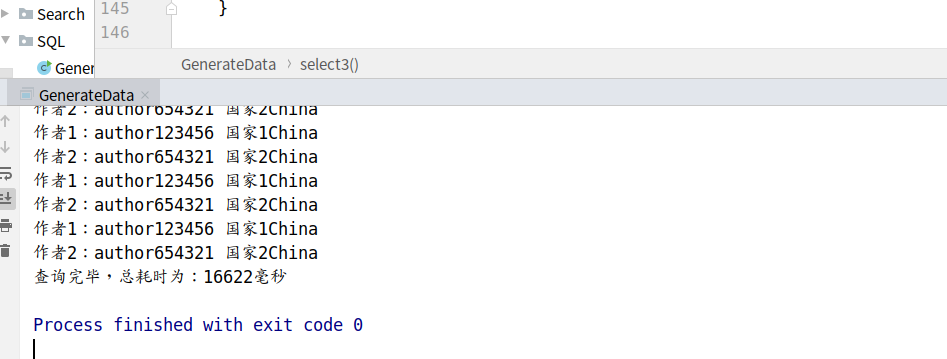 145 }
Search
146
SQL
GenerateData › select3()
Gener
GenerateData ×
作者2：author654321 国家2China
作者1：author123456 国家1China
作者2：author654321 国家2China
作者1：author123456 国家1China
作者2：author654321 国家2China
作者1：author123456 国家1China
作者2：author654321 国家2China
查询完毕，总耗时为：16622毫秒
Process finished with exit code 0